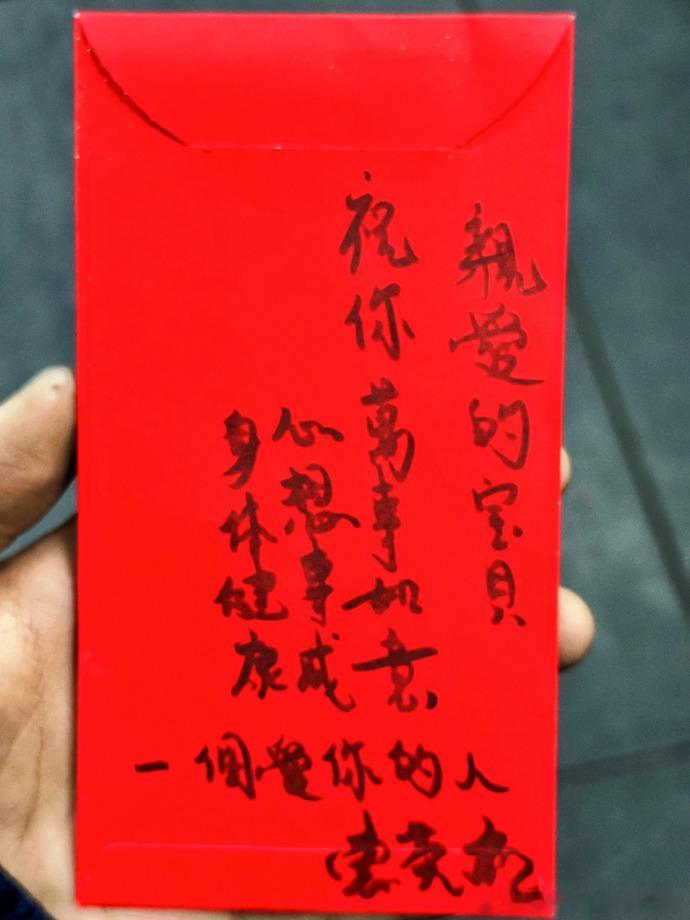 親愛的宝貝
祝你萬事如意
心想事成
身体健康
一個愛你的人